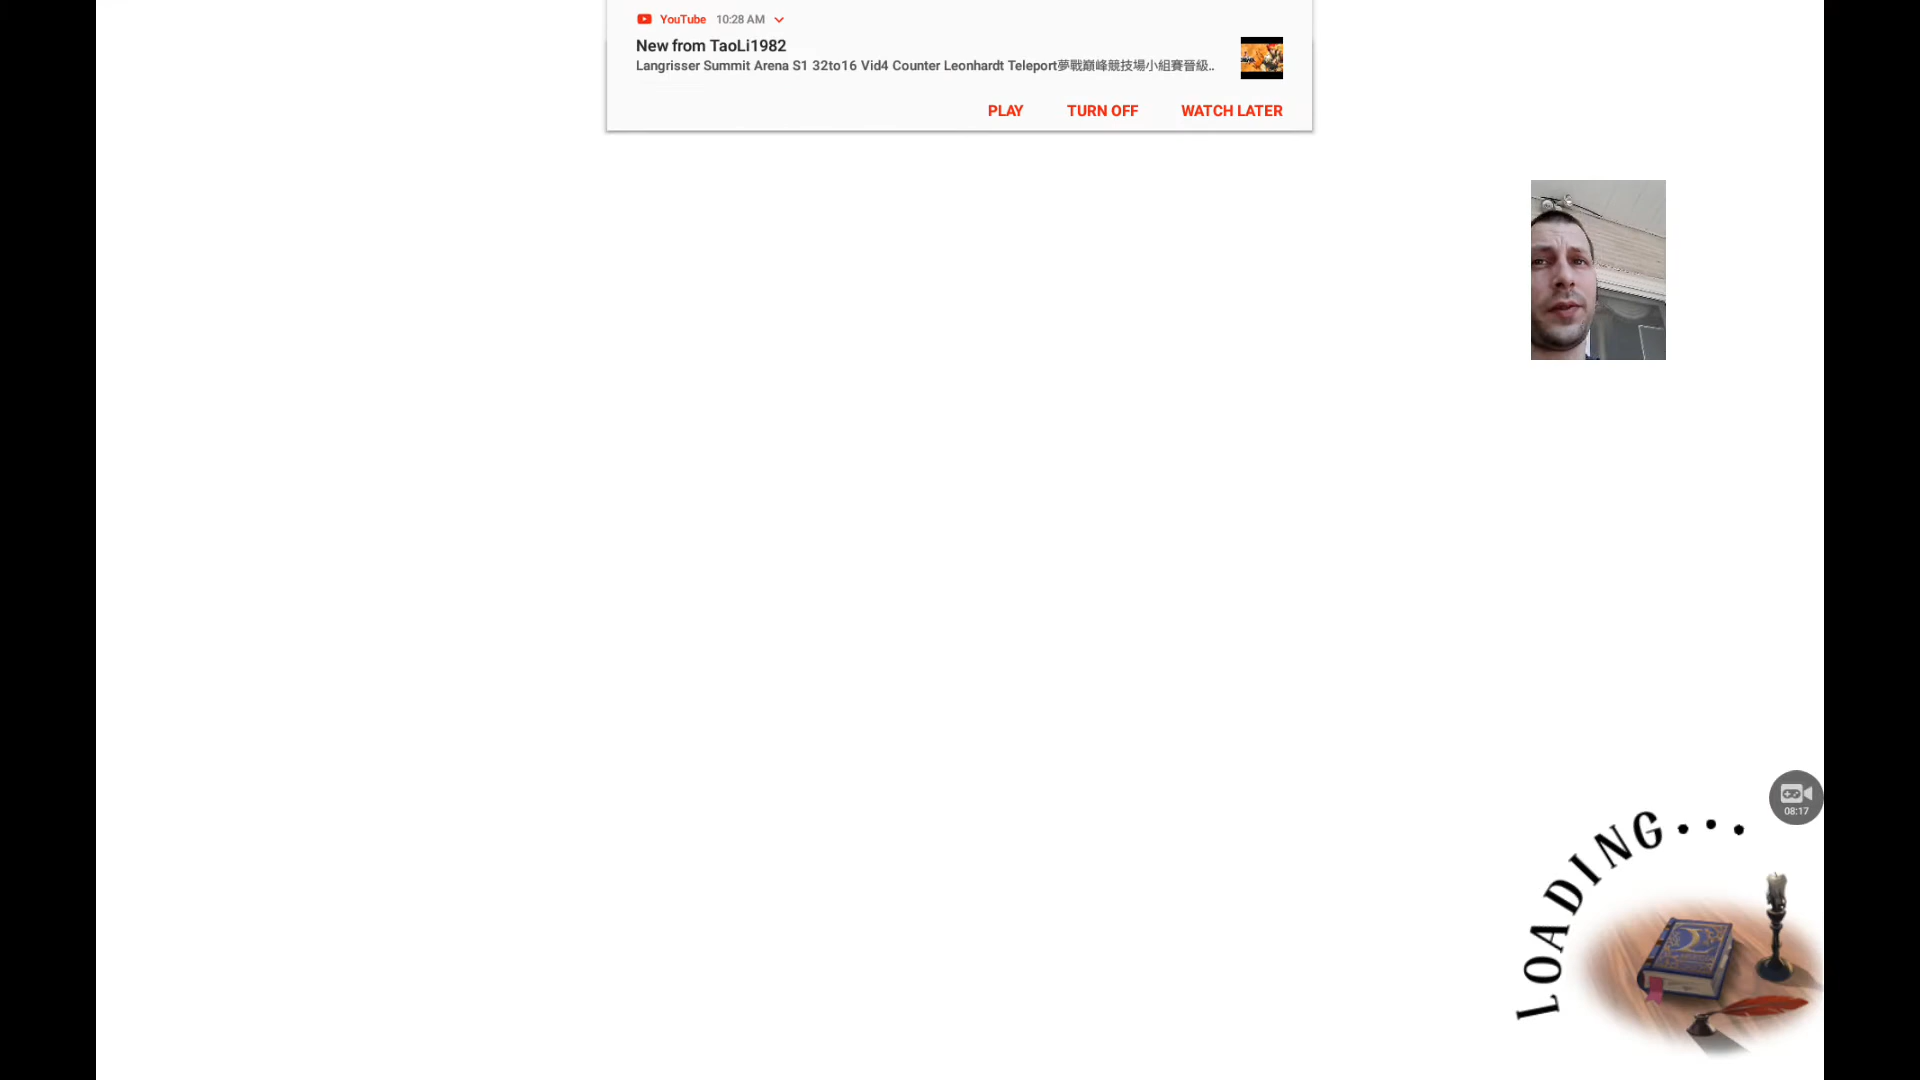 YouTube 10:28 AM
New from TaoLi1982
Langrisser Summit Arena S1 32to16 Vid4 Counter Leonhardt Teleport夢戰巔峰競技場小組賽晉級..
PLAY TURN OFF WATCH LATER
08:17
LOADING...